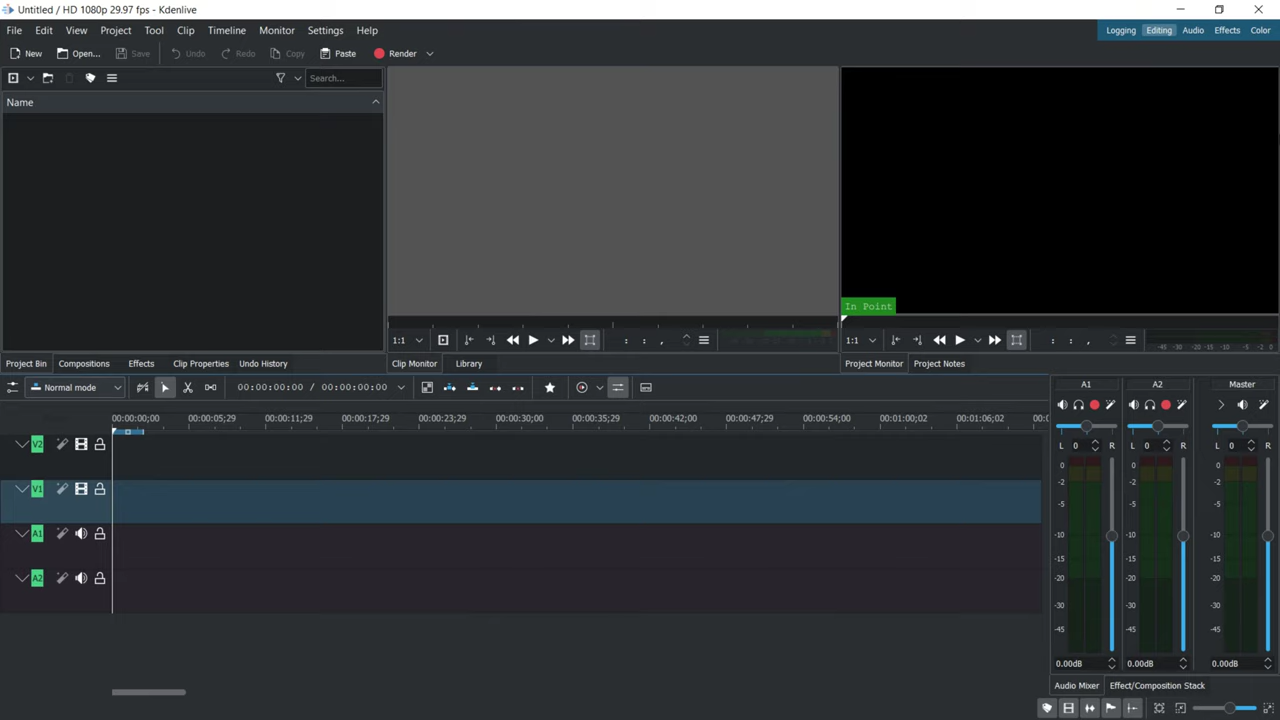 Untitled / HD 1080p 29.97 fps - Kdenlive
File Edit View Project Tool Clip Timeline Monitor Settings Help
Logging Editing Audio Effects Color
New Open... Save Undo Redo Copy Paste Render
Search...
Name
In Point
1:1 : : ,
1:1 : : ,
-45 -30 -20 -15 -10 -5 -2 0
Project Bin Compositions Effects Clip Properties Undo History
Clip Monitor Library
Project Monitor Project Notes
Normal mode
00:00:00:00 / 00:00:00:00
00:00:00;00 00:00:05;29 00:00:11;29 00:00:17;29 00:00:23;29 00:00:30;00 00:00:35;29 00:00:42;00 00:00:47;29 00:00:54;00 00:01:00;02 00:01:06;02 00:0
V2
V1
A1
A2
A1 A2 Master
L 0 R L 0 R L 0 R
0 0 0
-2 -2 -2
-5 -5 -5
-10 -10 -10
-15 -15 -15
-20 -20 -20
-30 -30 -30
-45 -45 -45
0.00dB 0.00dB 0.00dB
Audio Mixer Effect/Composition Stack